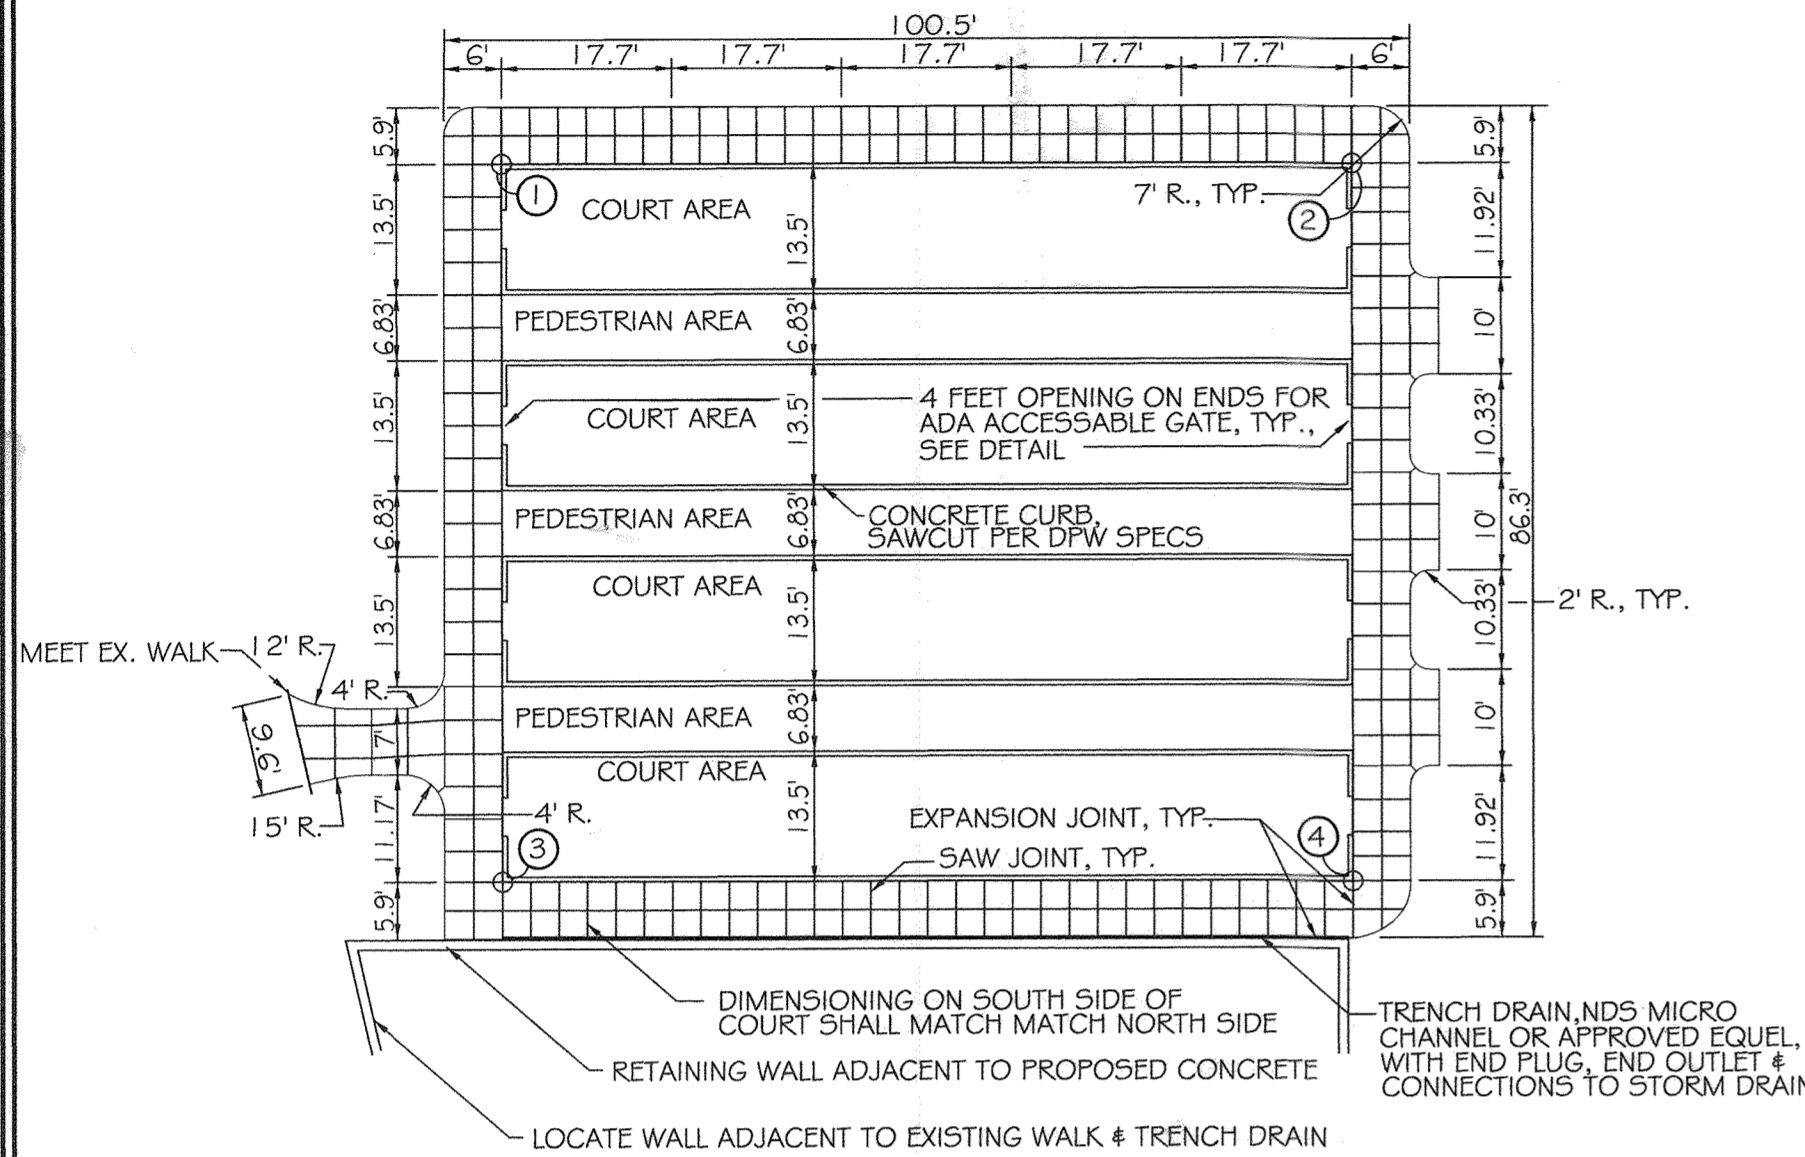 100.5'
6' 17.7' 17.7' 17.7' 17.7' 17.7' 6'
5.9' 5.9'
1
7' R., TYP.
2
COURT AREA
13.5' 13.5' 11.92'
PEDESTRIAN AREA
6.83' 6.83' 10'
4 FEET OPENING ON ENDS FOR
ADA ACCESSABLE GATE, TYP.,
SEE DETAIL
COURT AREA
13.5' 13.5' 10.33'
86.3'
PEDESTRIAN AREA
6.83' 6.83' 10'
CONCRETE CURB,
SAWCUT PER DPW SPECS
COURT AREA
13.5' 13.5' 10.33'
2' R., TYP.
MEET EX. WALK
12' R.
4' R.
PEDESTRIAN AREA
7' 6.83' 10'
9.6'
COURT AREA
15' R.
4' R.
11.17' 13.5' 11.92'
EXPANSION JOINT, TYP.
SAW JOINT, TYP.
3
4
5.9' 5.9'
DIMENSIONING ON SOUTH SIDE OF
COURT SHALL MATCH MATCH NORTH SIDE
TRENCH DRAIN,NDS MICRO
CHANNEL OR APPROVED EQUEL,
WITH END PLUG, END OUTLET &
CONNECTIONS TO STORM DRAIN
RETAINING WALL ADJACENT TO PROPOSED CONCRETE
LOCATE WALL ADJACENT TO EXISTING WALK & TRENCH DRAIN